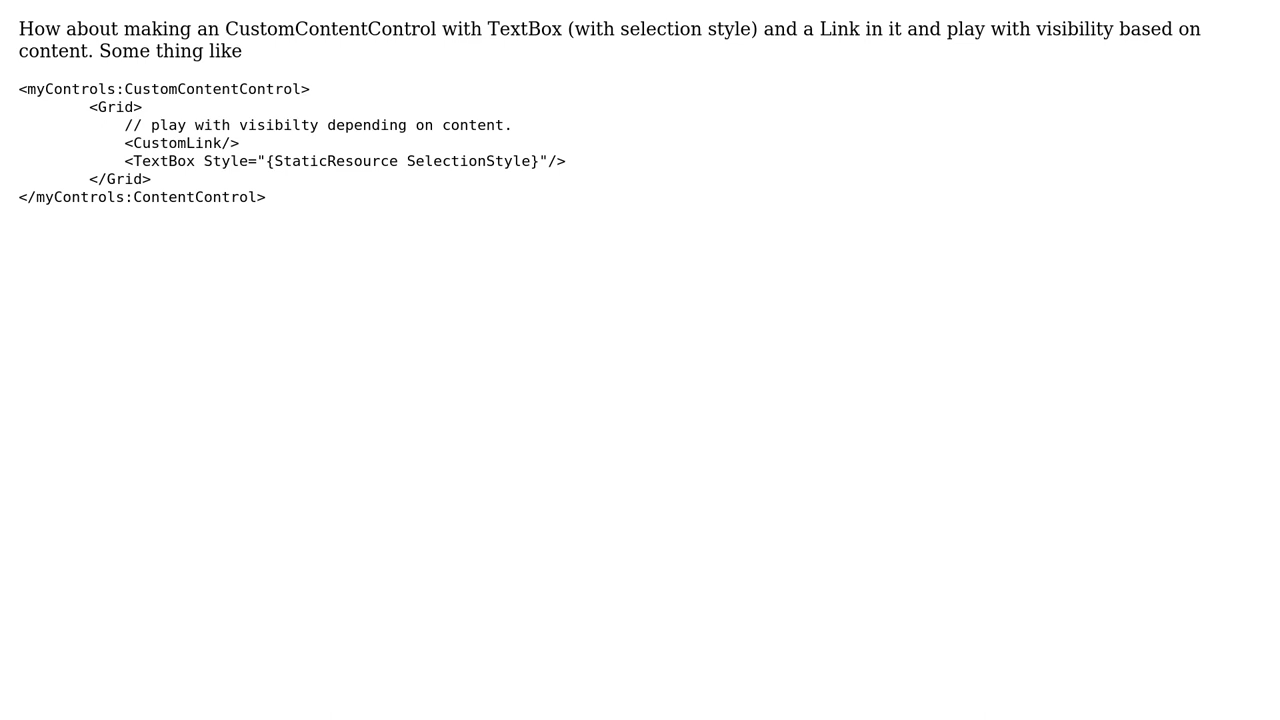 How about making an CustomContentControl with TextBox (with selection style) and a Link in it and play with visibility based on
content. Some thing like
<myControls:CustomContentControl>
        <Grid>
            // play with visibilty depending on content.
            <CustomLink/>
            <TextBox Style="{StaticResource SelectionStyle}"/>
        </Grid>
</myControls:ContentControl>